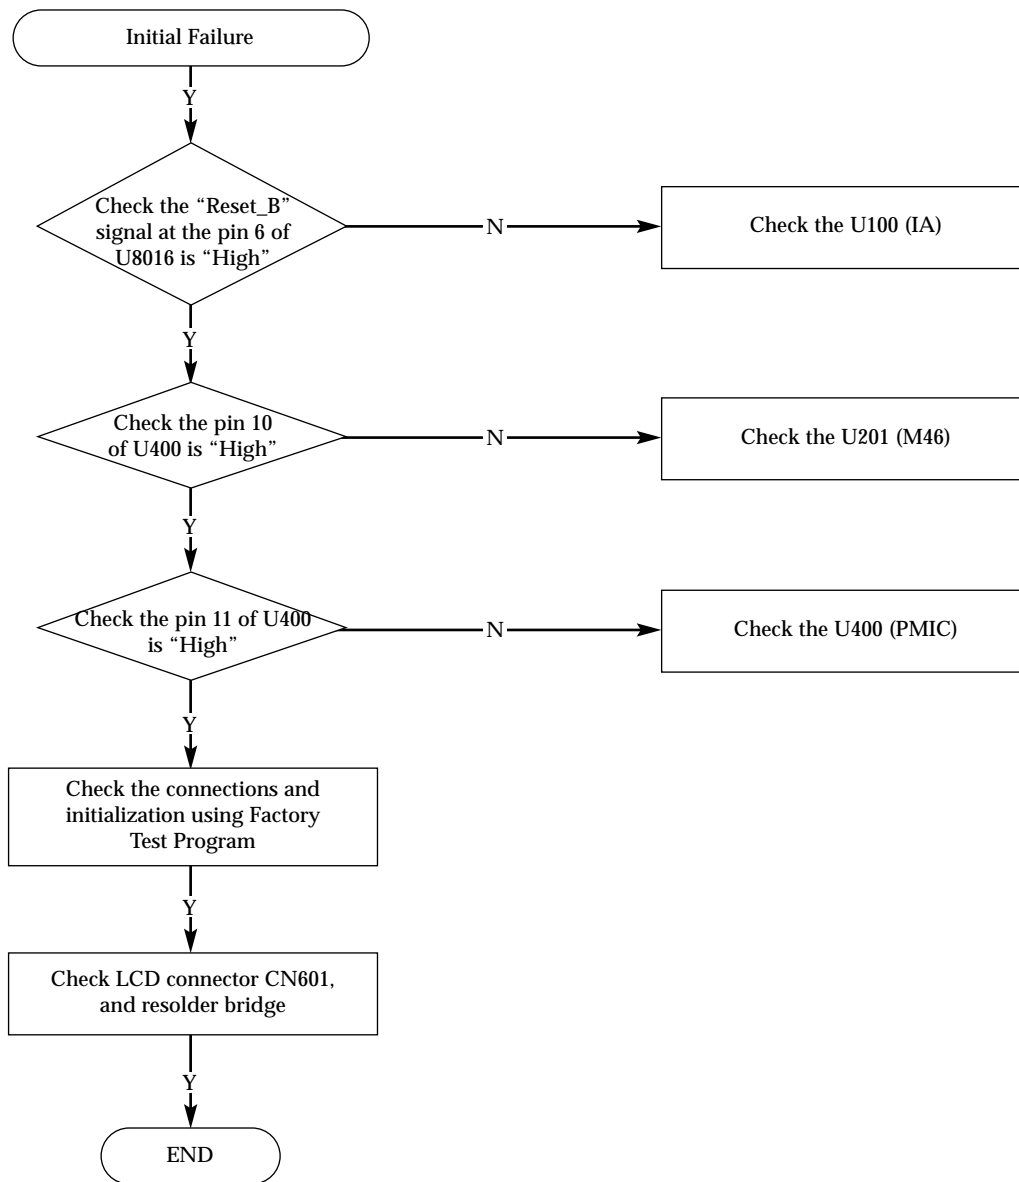 Initial Failure
Y
Check the “Reset_B”
signal at the pin 6 of
U8016 is “High”
N
Check the U100 (IA)
Y
Check the pin 10
of U400 is “High”
N
Check the U201 (M46)
Y
Check the pin 11 of U400
is “High”
N
Check the U400 (PMIC)
Y
Check the connections and
initialization using Factory
Test Program
Y
Check LCD connector CN601,
and resolder bridge
Y
END